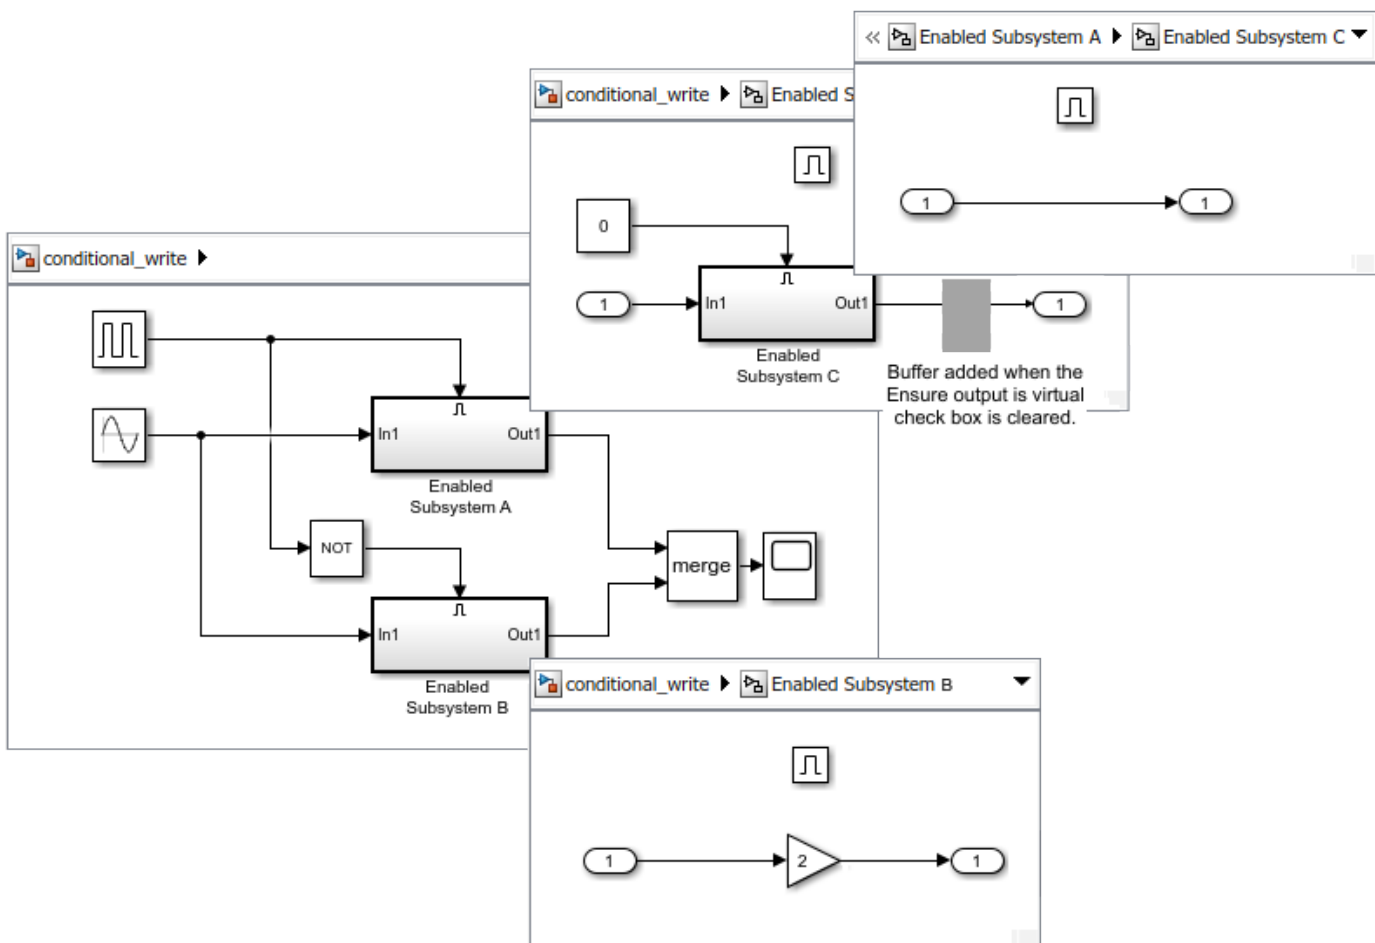 « Enabled Subsystem A Enabled Subsystem C
1 1
conditional_write Enabled S
0
1 In1 Out1 1
Enabled
Subsystem C
Buffer added when the
Ensure output is virtual
check box is cleared.
conditional_write
In1 Out1
Enabled
Subsystem A
NOT
merge
In1 Out1
Enabled
Subsystem B
conditional_write Enabled Subsystem B
1 2 1